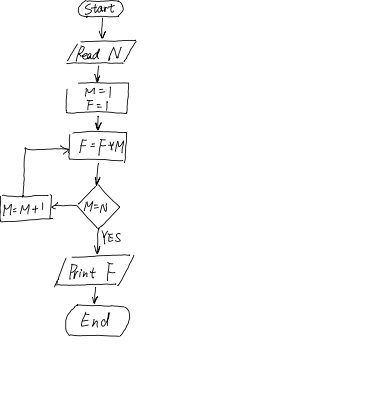 Start
Read N
M=1
F=1
F=F*M
M=M+1
M=N
YES
Print F
End